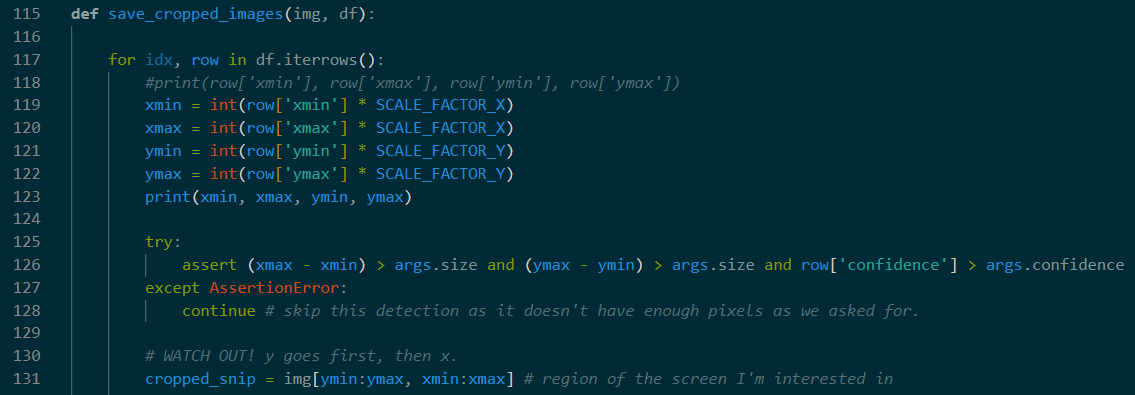 115 def save_cropped_images(img, df):
116
117     for idx, row in df.iterrows():
118         #print(row['xmin'], row['xmax'], row['ymin'], row['ymax'])
119         xmin = int(row['xmin'] * SCALE_FACTOR_X)
120         xmax = int(row['xmax'] * SCALE_FACTOR_X)
121         ymin = int(row['ymin'] * SCALE_FACTOR_Y)
122         ymax = int(row['ymax'] * SCALE_FACTOR_Y)
123         print(xmin, xmax, ymin, ymax)
124
125         try:
126             assert (xmax - xmin) > args.size and (ymax - ymin) > args.size and row['confidence'] > args.confidence
127         except AssertionError:
128             continue # skip this detection as it doesn't have enough pixels as we asked for.
129
130         # WATCH OUT! y goes first, then x.
131         cropped_snip = img[ymin:ymax, xmin:xmax] # region of the screen I'm interested in